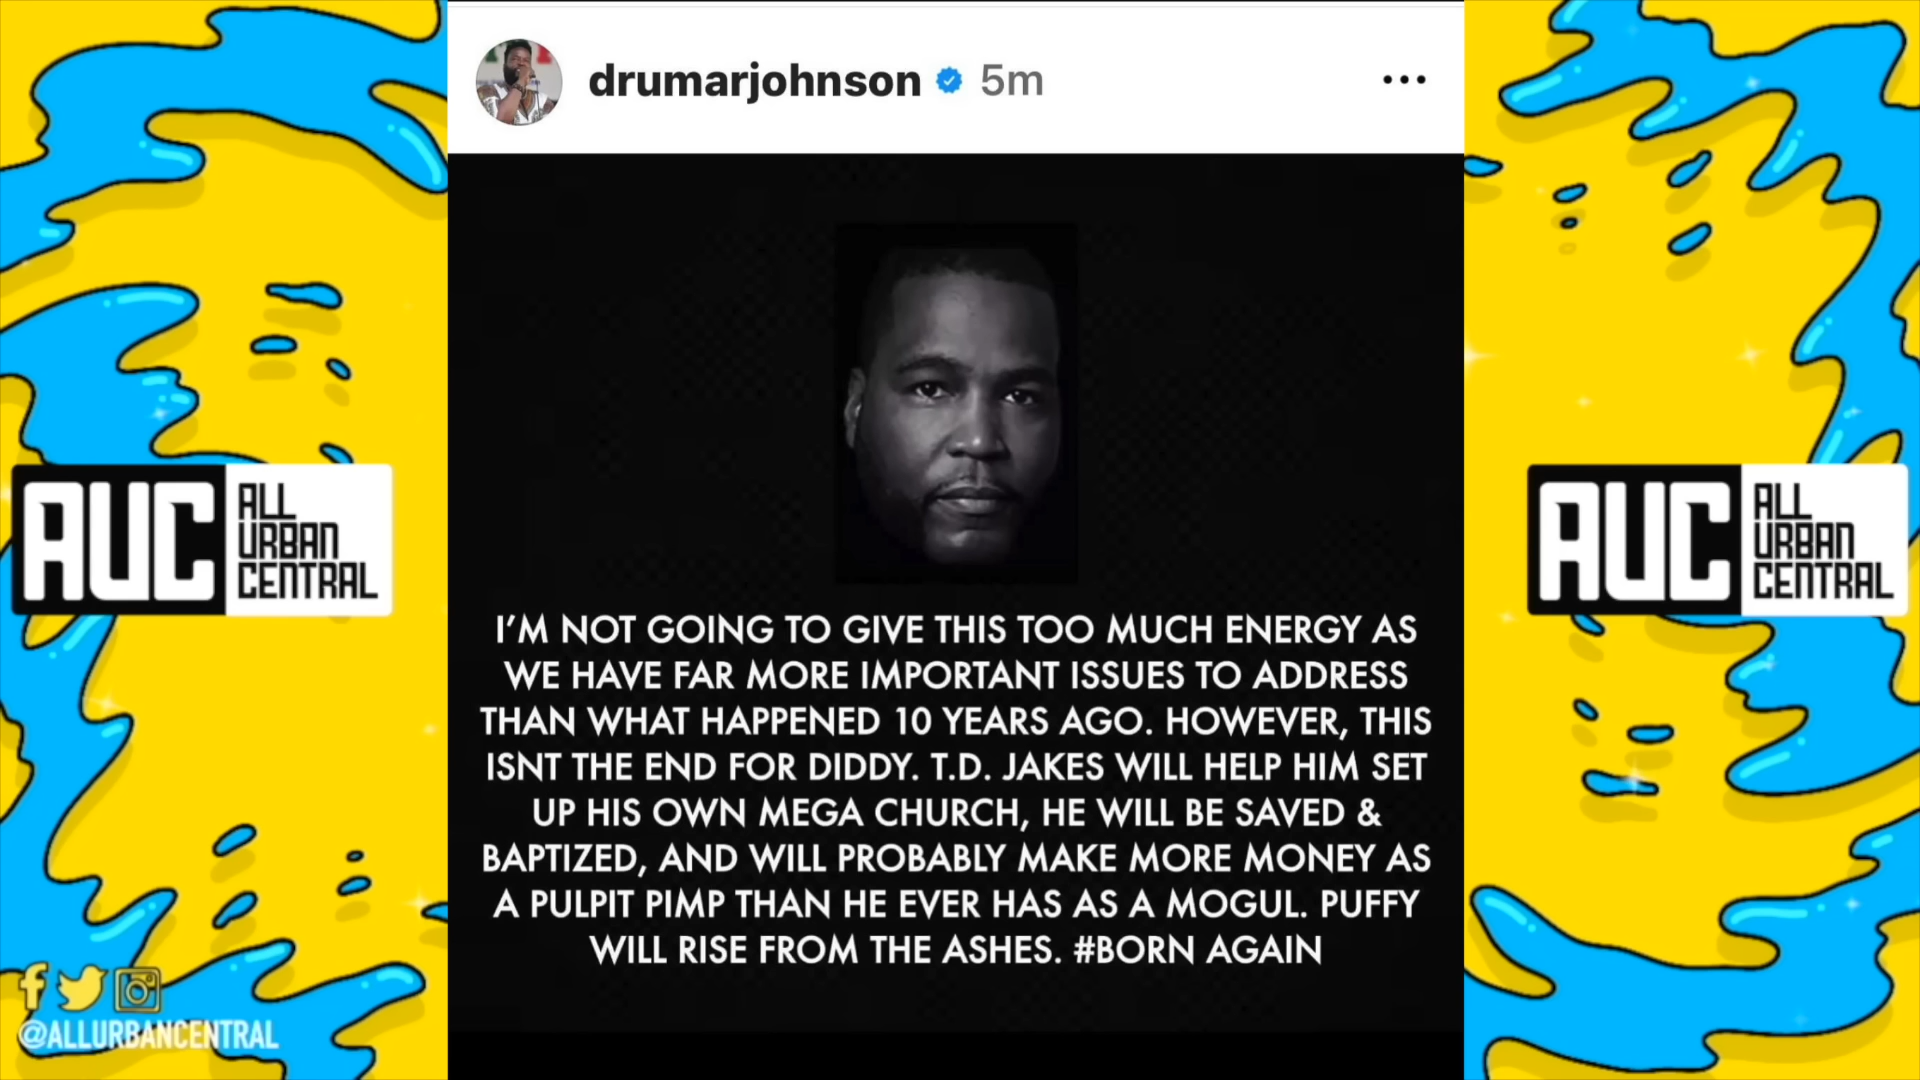 drumarjohnson 5m
I'M NOT GOING TO GIVE THIS TOO MUCH ENERGY AS
WE HAVE FAR MORE IMPORTANT ISSUES TO ADDRESS
THAN WHAT HAPPENED 10 YEARS AGO. HOWEVER, THIS
ISNT THE END FOR DIDDY. T.D. JAKES WILL HELP HIM SET
UP HIS OWN MEGA CHURCH, HE WILL BE SAVED &
BAPTIZED, AND WILL PROBABLY MAKE MORE MONEY AS
A PULPIT PIMP THAN HE EVER HAS AS A MOGUL. PUFFY
WILL RISE FROM THE ASHES. #BORN AGAIN
AUC
ALL
URBAN
CENTRAL
AUC
ALL
URBAN
CENTRAL
@ALLURBANCENTRAL